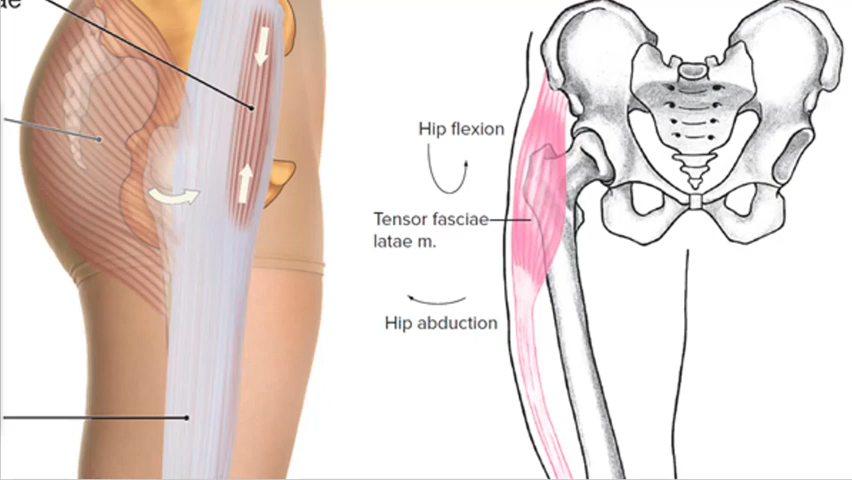 Hip flexion
Tensor fasciae
latae m.
Hip abduction